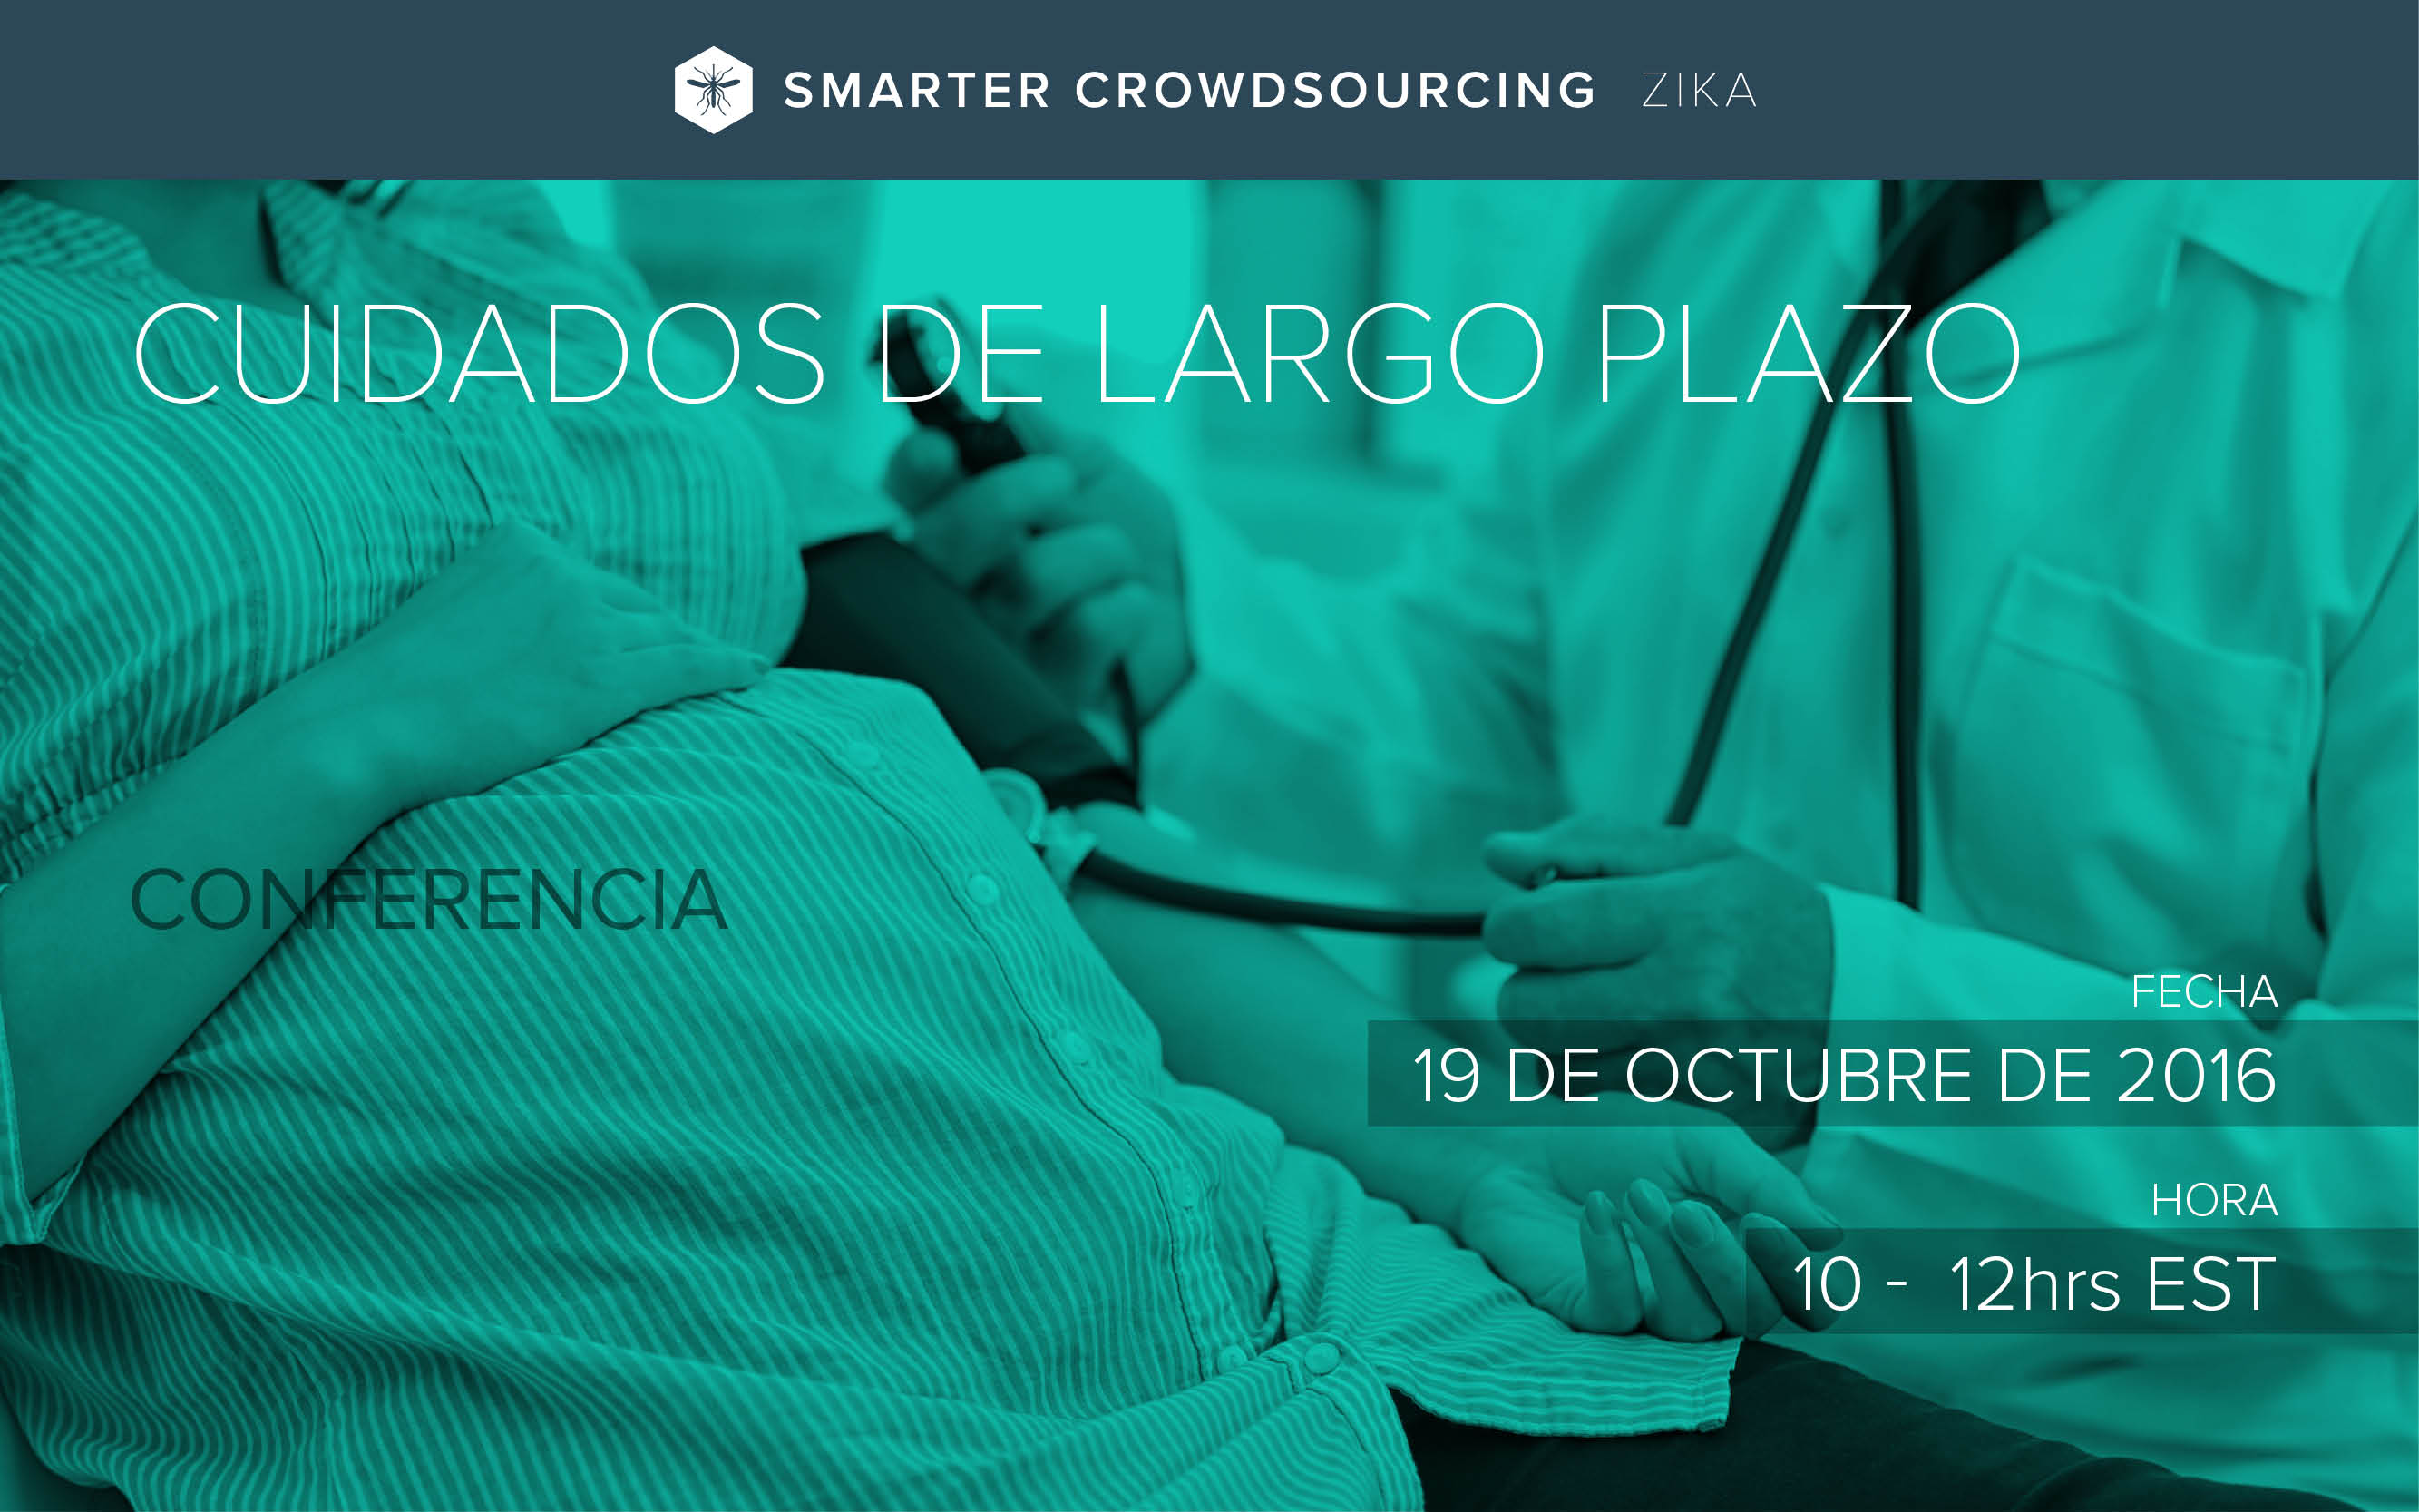 SMARTER CROWDSOURCING ZIKA
CUIDADOS DE LARGO PLAZO
CONFERENCIA
FECHA
19 DE OCTUBRE DE 2016
HORA
10 - 12hrs EST